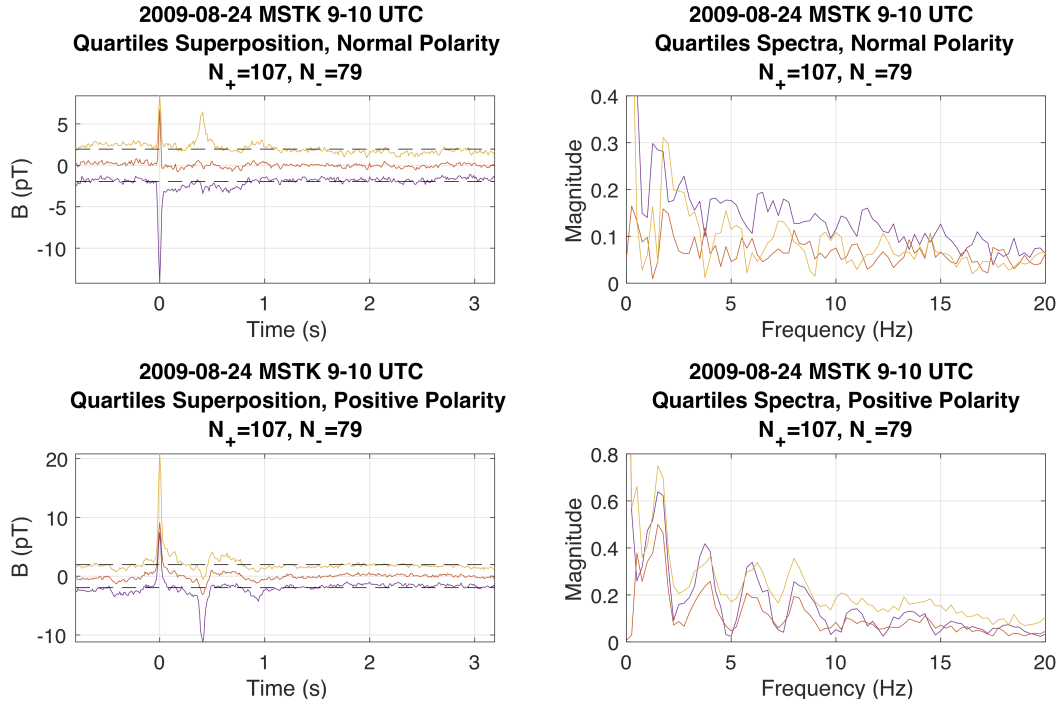 2009-08-24 MSTK 9-10 UTC
Quartiles Superposition, Normal Polarity
N+=107, N-=79
B (pT)
5
0
-5
-10
0
1
2
3
Time (s)
2009-08-24 MSTK 9-10 UTC
Quartiles Spectra, Normal Polarity
N+=107, N-=79
Magnitude
0.4
0.3
0.2
0.1
0
0
5
10
15
20
Frequency (Hz)
2009-08-24 MSTK 9-10 UTC
Quartiles Superposition, Positive Polarity
N+=107, N-=79
B (pT)
20
10
0
-10
0
1
2
3
Time (s)
2009-08-24 MSTK 9-10 UTC
Quartiles Spectra, Positive Polarity
N+=107, N-=79
Magnitude
0.8
0.6
0.4
0.2
0
0
5
10
15
20
Frequency (Hz)